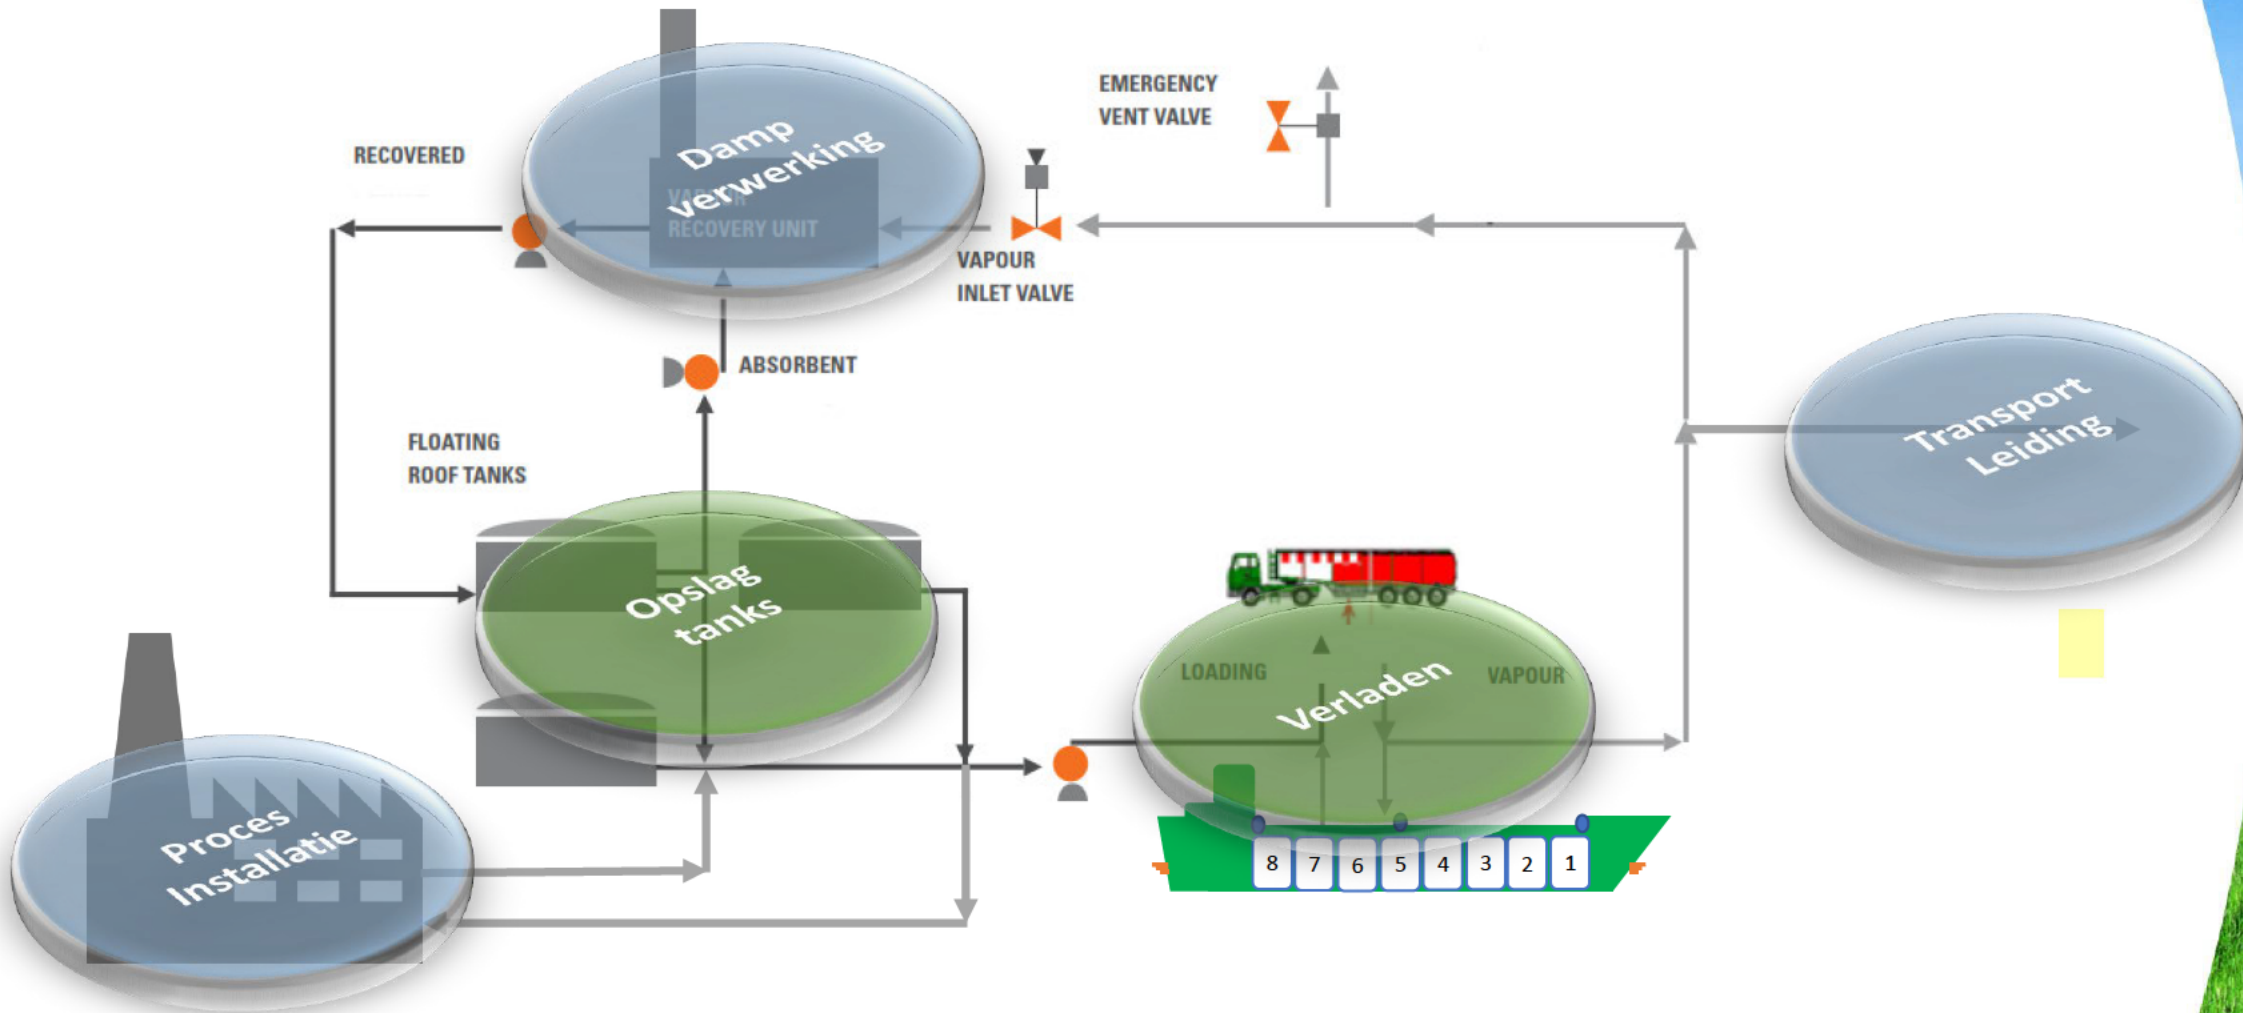 EMERGENCY
VENT VALVE
RECOVERED
Damp
verwerking
VAPOUR
RECOVERY UNIT
VAPOUR
INLET VALVE
ABSORBENT
FLOATING
ROOF TANKS
Transport
Leiding
Opslag
tanks
LOADING
VAPOUR
Verladen
Proces
Installatie
8 7 6 5 4 3 2 1